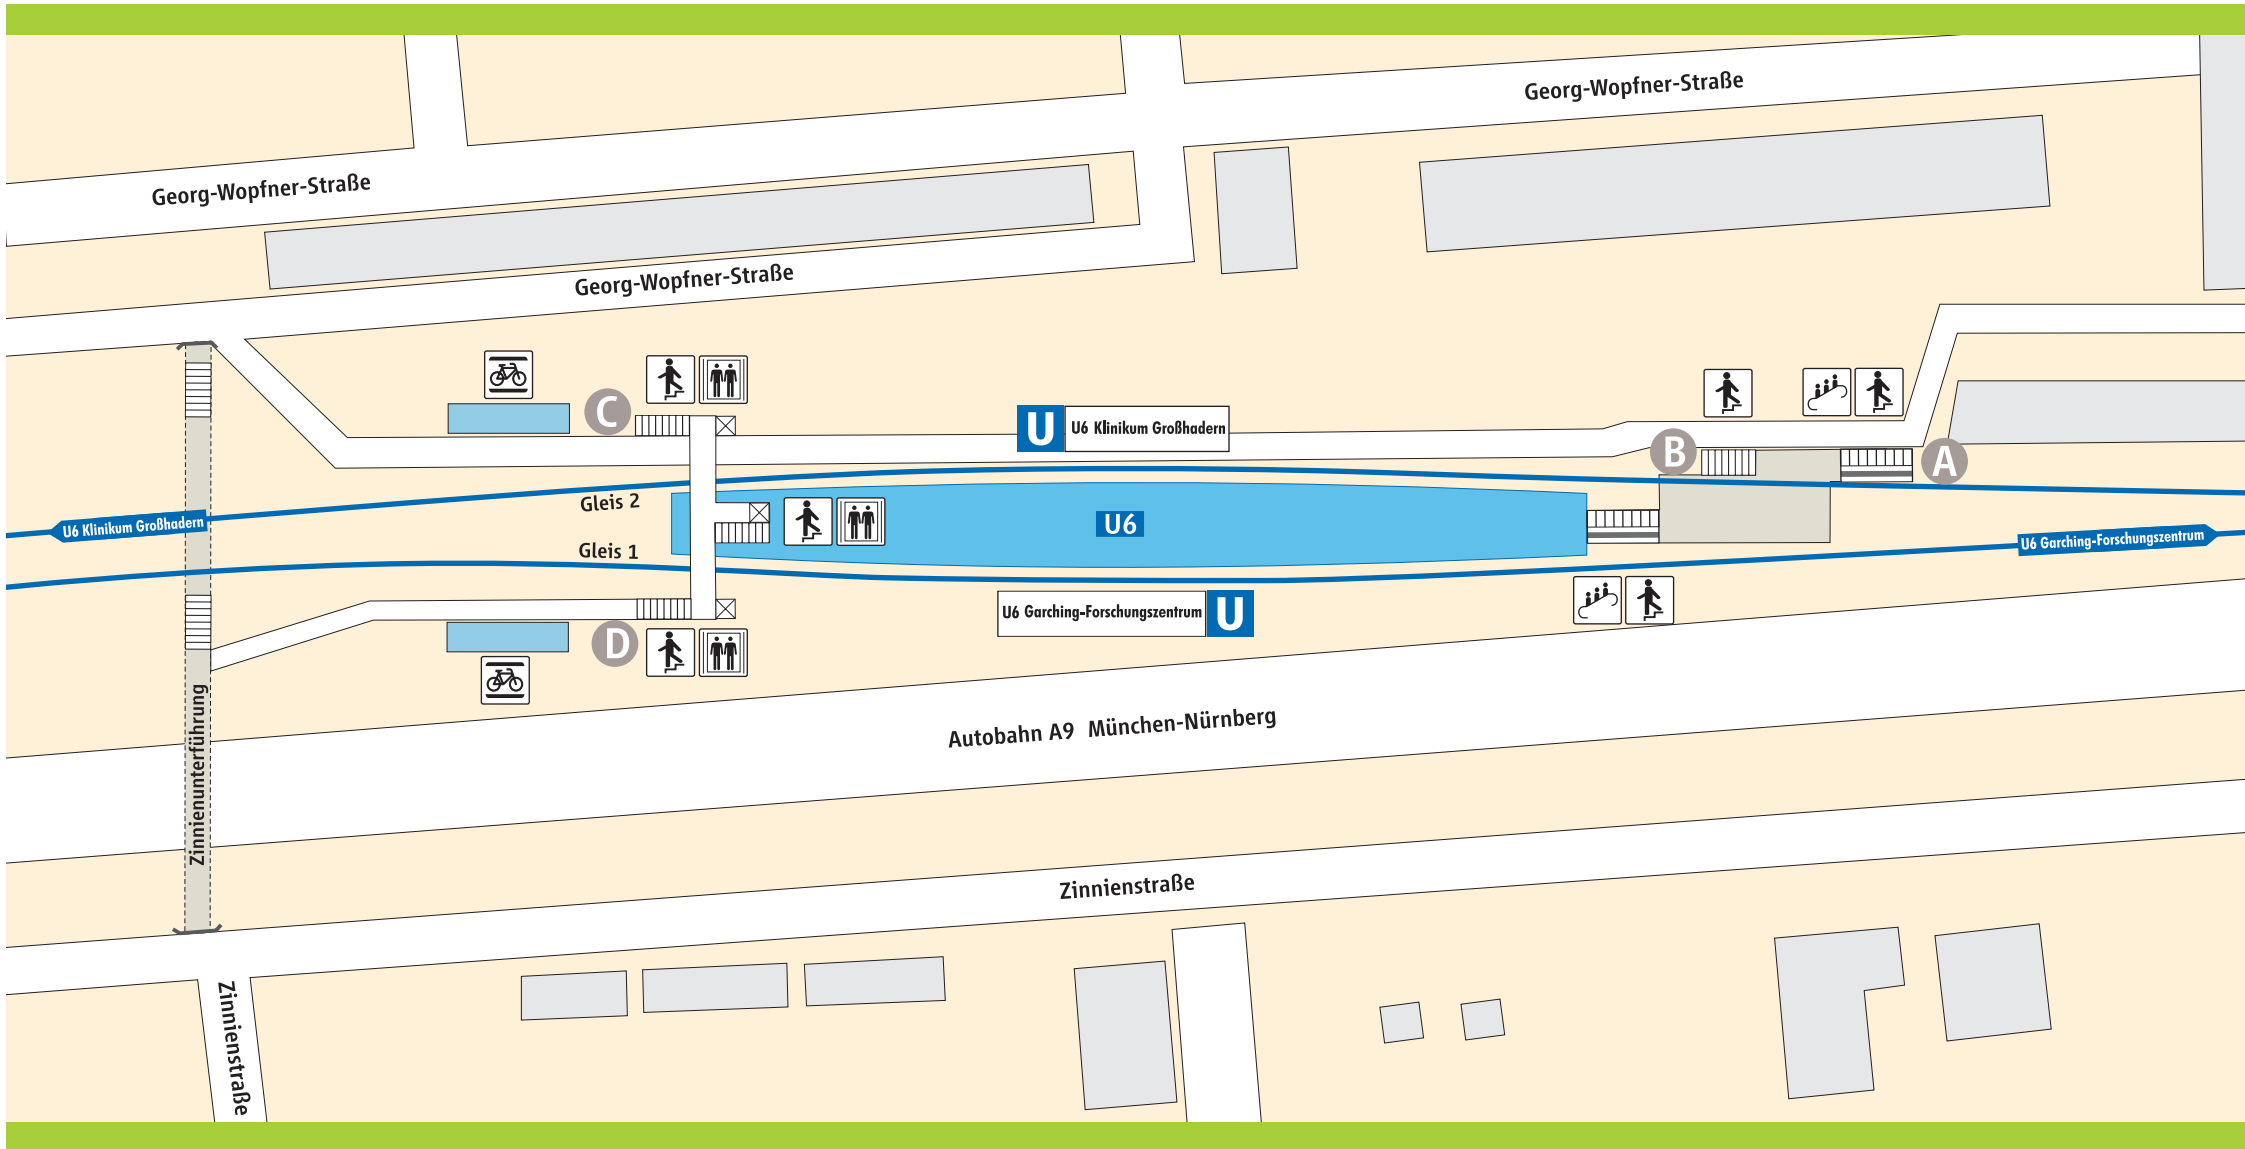 Georg-Wopfner-Straße
Georg-Wopfner-Straße
Georg-Wopfner-Straße
C
U
U6 Klinikum Großhadern
B
A
Gleis 2
U6 Klinikum Großhadern
U6
Gleis 1
U6 Garching-Forschungszentrum
U6 Garching-Forschungszentrum
U
D
Zinnienunterführung
Autobahn A9 München-Nürnberg
Zinnienstraße
Zinnienstraße